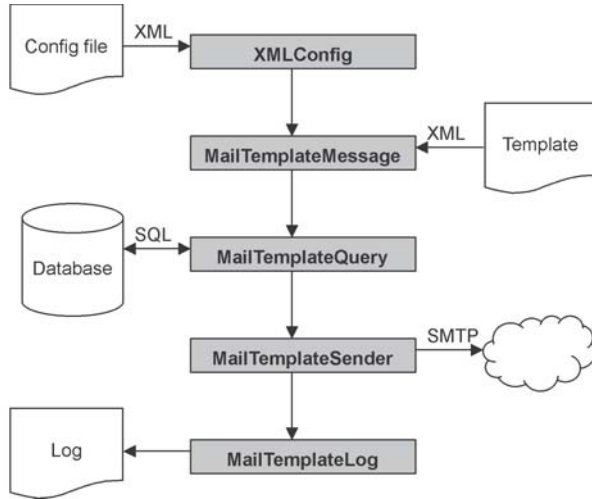 Config file
XML
XMLConfig
MailTemplateMessage
XML
Template
Database
SQL
MailTemplateQuery
MailTemplateSender
SMTP
Log
MailTemplateLog